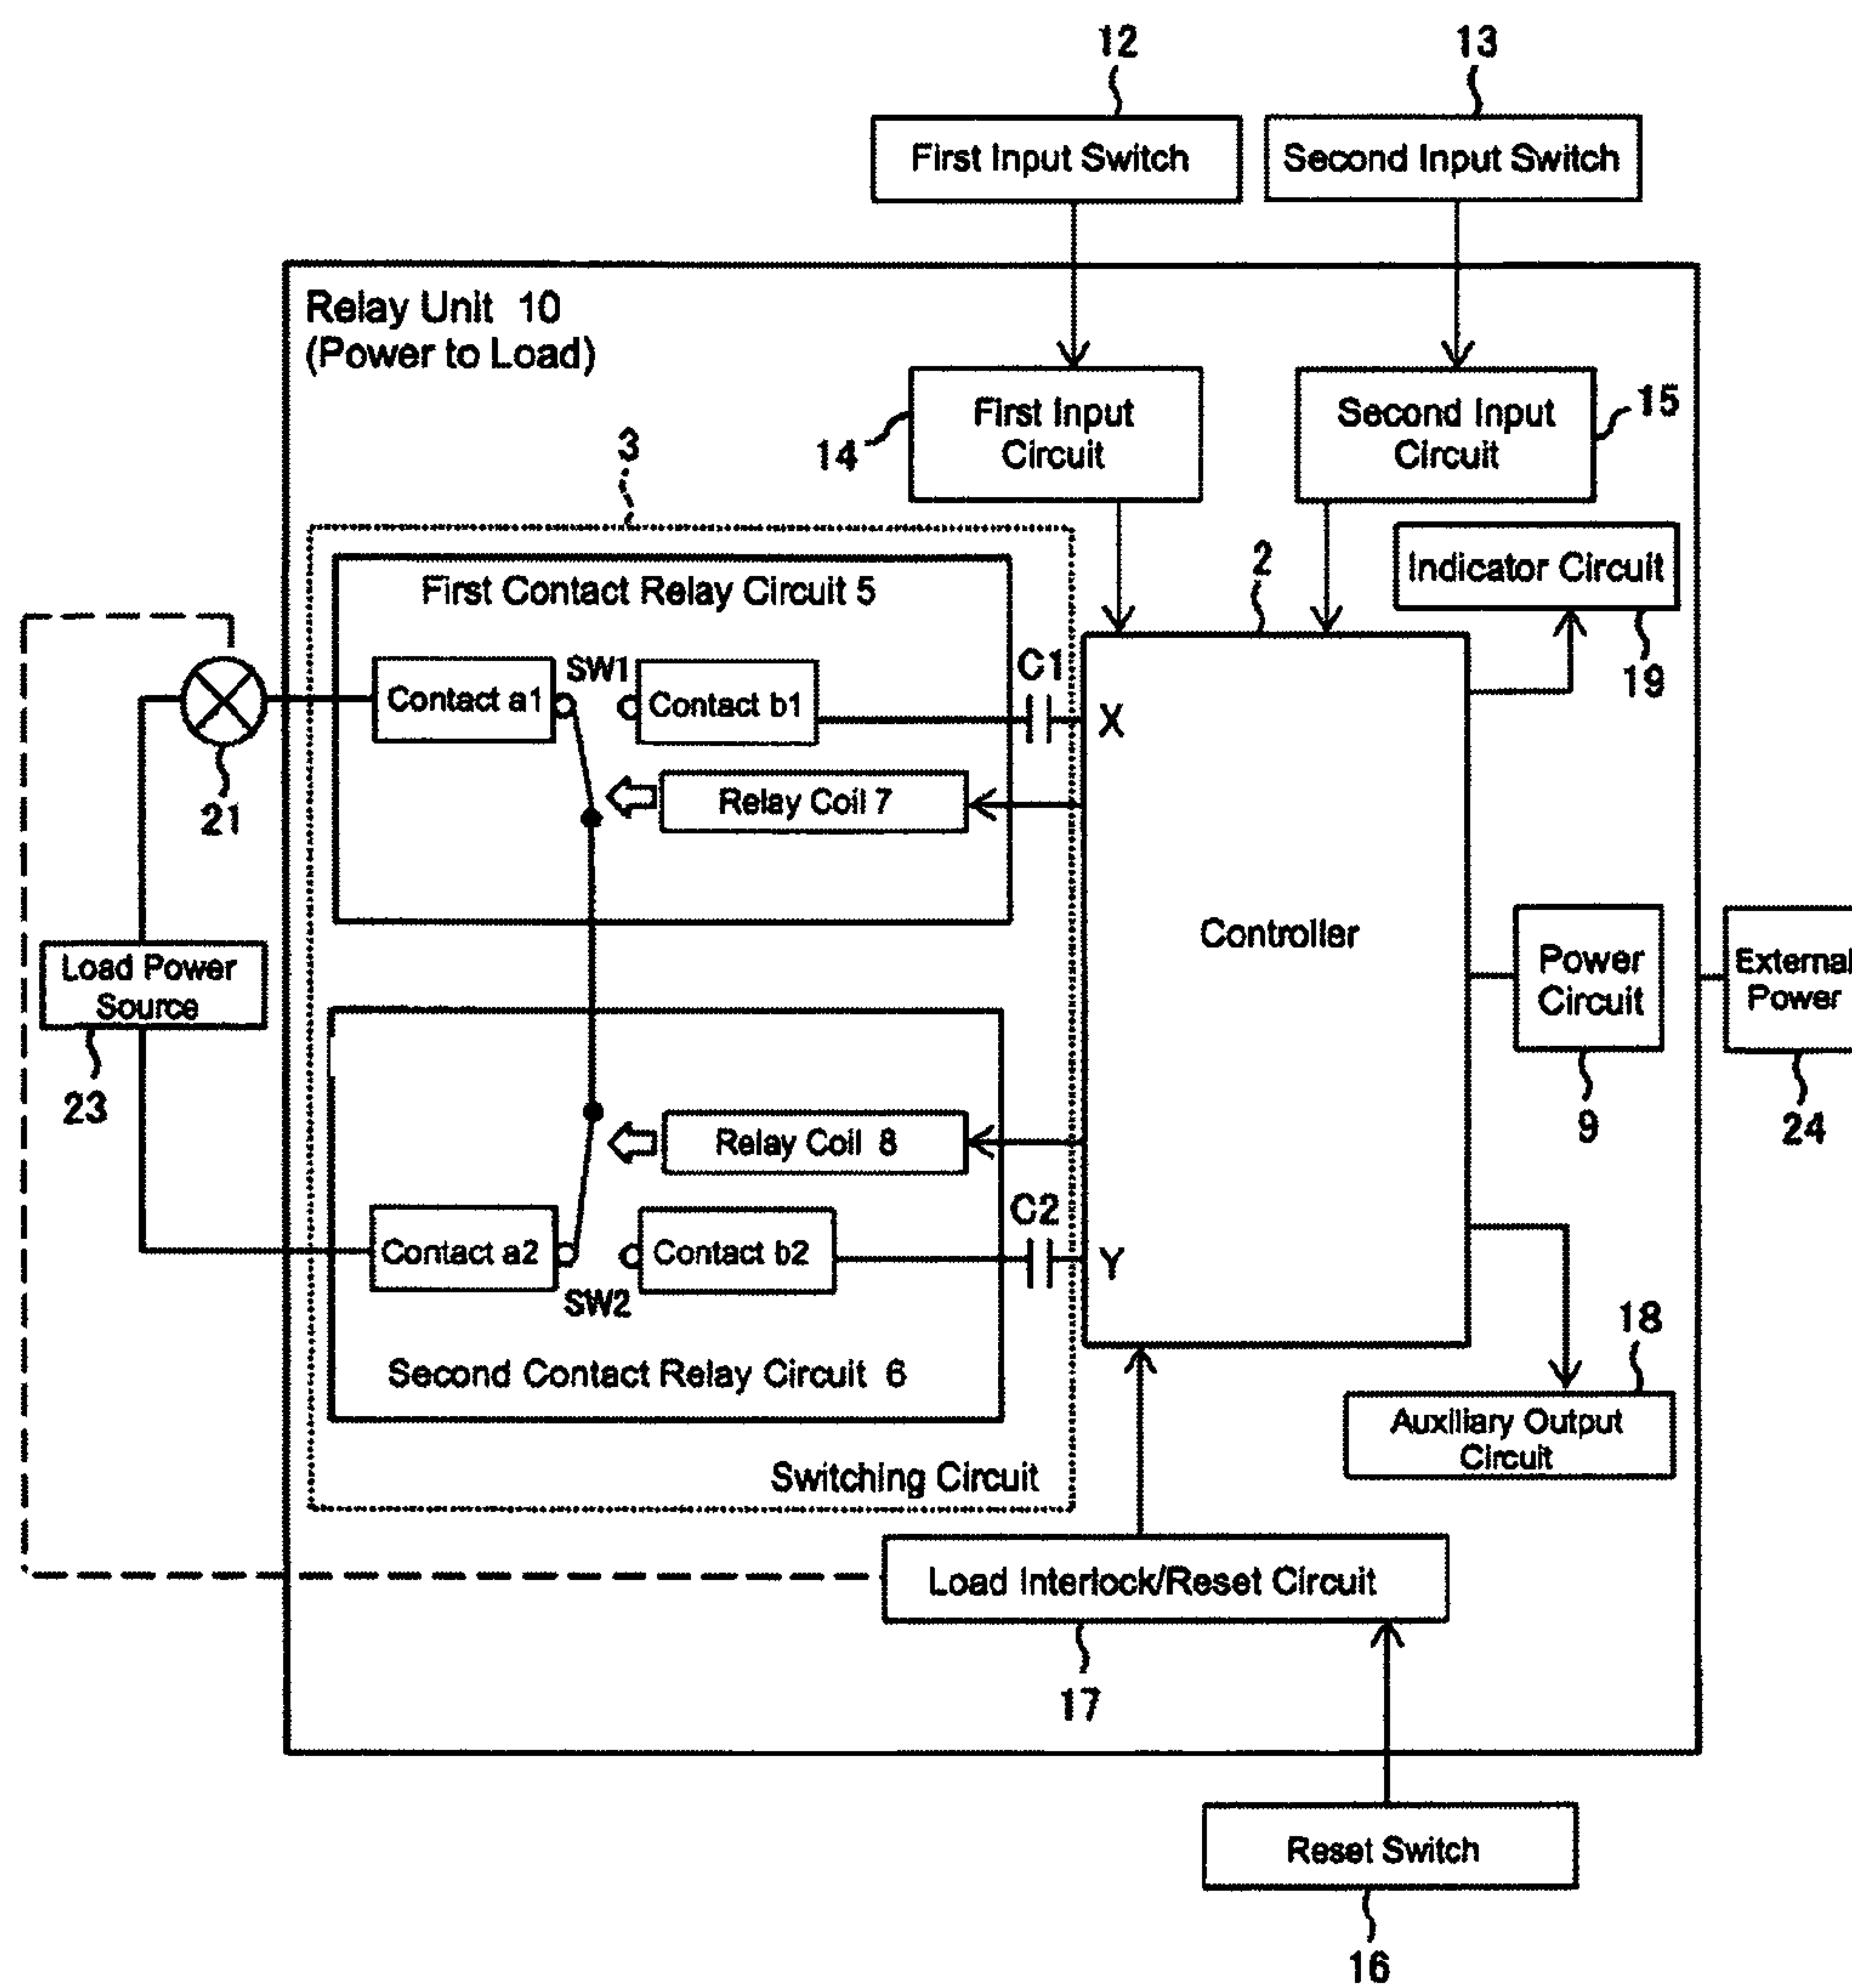 12
13
First Input Switch
Second Input Switch
Relay Unit 10
(Power to Load)
First Input
Circuit
14
Second Input
Circuit
15
3
2
Indicator Circuit
19
First Contact Relay Circuit 5
Contact a1
SW1
Contact b1
C1
X
Relay Coil 7
21
Controller
Load Power
Source
23
Power
Circuit
9
External
Power
24
Relay Coil 8
C2
Contact a2
SW2
Contact b2
Y
Second Contact Relay Circuit 6
18
Auxiliary Output
Circuit
Switching Circuit
Load Interlock/Reset Circuit
17
Reset Switch
16